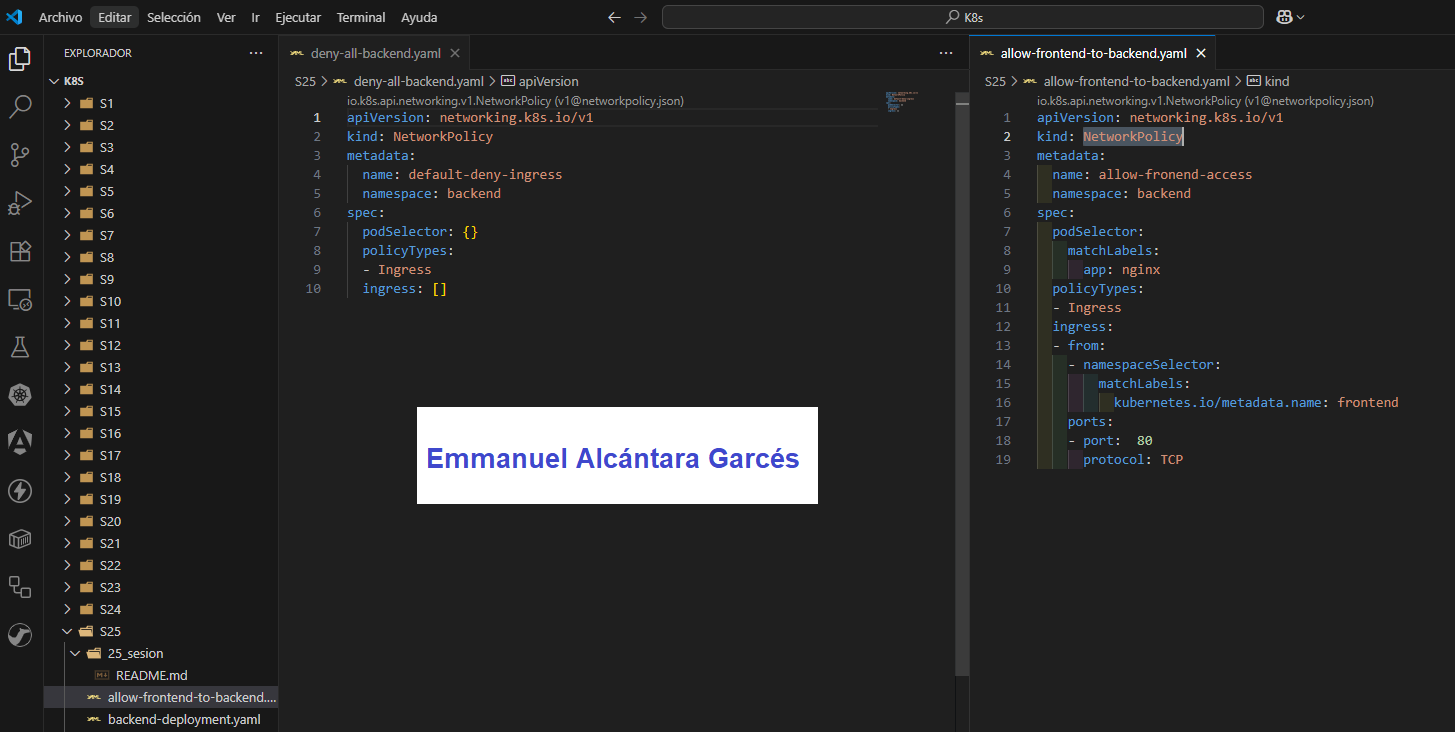 Archivo Editar Selección Ver Ir Ejecutar Terminal Ayuda
K8s
EXPLORADOR
K8S
S1
S2
S3
S4
S5
S6
S7
S8
S9
S10
S11
S12
S13
S14
S15
S16
S17
S18
S19
S20
S21
S22
S23
S24
S25
25_sesion
README.md
allow-frontend-to-backend....
backend-deployment.yaml
deny-all-backend.yaml
S25 > deny-all-backend.yaml > apiVersion
io.k8s.api.networking.v1.NetworkPolicy (v1@networkpolicy.json)
1 apiVersion: networking.k8s.io/v1
2 kind: NetworkPolicy
3 metadata:
4 name: default-deny-ingress
5 namespace: backend
6 spec:
7 podSelector: {}
8 policyTypes:
9 - Ingress
10 ingress: []
Emmanuel Alcántara Garcés
allow-frontend-to-backend.yaml
S25 > allow-frontend-to-backend.yaml > kind
io.k8s.api.networking.v1.NetworkPolicy (v1@networkpolicy.json)
1 apiVersion: networking.k8s.io/v1
2 kind: NetworkPolicy
3 metadata:
4 name: allow-fronend-access
5 namespace: backend
6 spec:
7 podSelector:
8 matchLabels:
9 app: nginx
10 policyTypes:
11 - Ingress
12 ingress:
13 - from:
14 - namespaceSelector:
15 matchLabels:
16 kubernetes.io/metadata.name: frontend
17 ports:
18 - port:  80
19 protocol: TCP